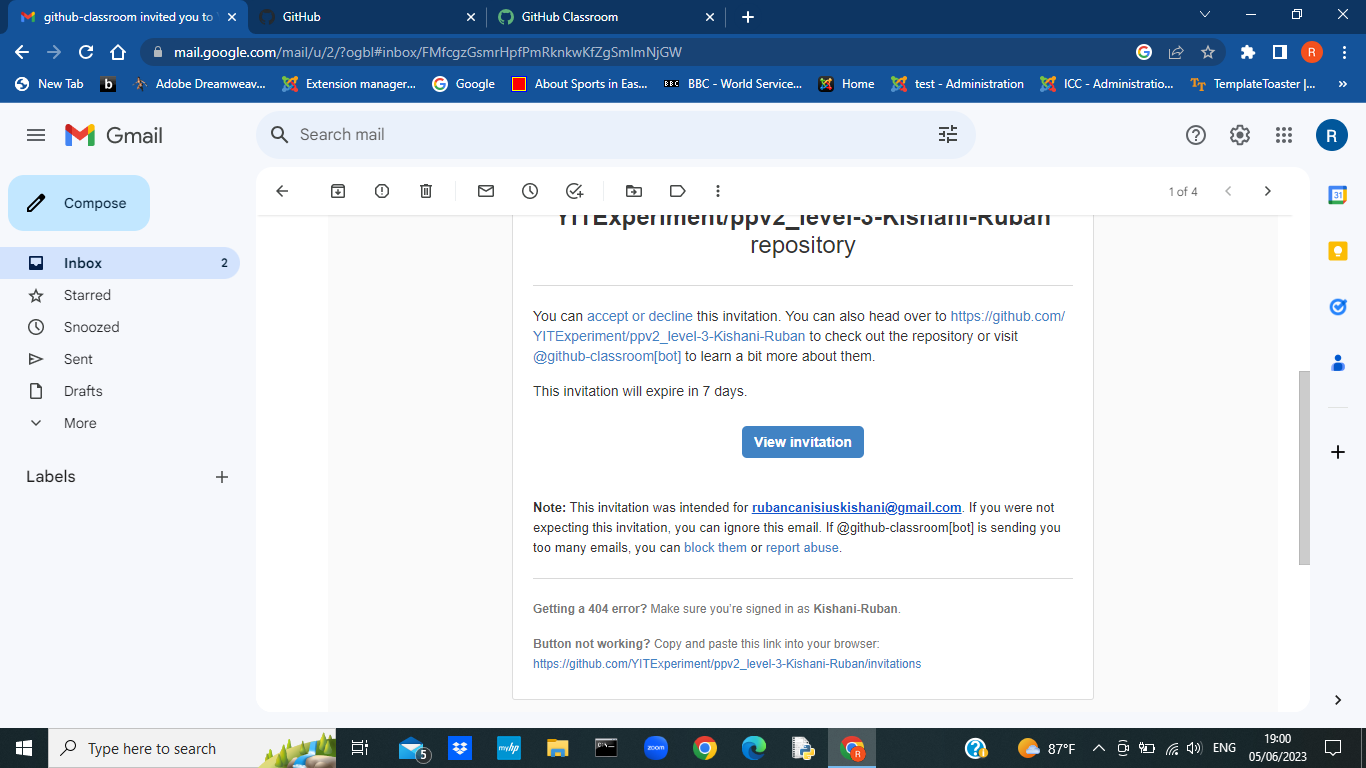 github-classroom invited you to
GitHub
GitHub Classroom
mail.google.com/mail/u/2/?ogbl#inbox/FMfcgzGsmrHpfPmRknkwKfZgSmlmNjGW
R
New Tab
b
Adobe Dreamweav...
Extension manager...
Google
About Sports in Eas...
BBC
BBC - World Service...
Home
test - Administration
ICC - Administratio...
TemplateToaster |...
Gmail
Search mail
R
Compose
1 of 4
Inbox 2
Starred
Snoozed
Sent
Drafts
More
Labels
YITExperiment/ppv2_level-3-Kishani-Ruban
repository
You can accept or decline this invitation. You can also head over to https://github.com/
YITExperiment/ppv2_level-3-Kishani-Ruban to check out the repository or visit
@github-classroom[bot] to learn a bit more about them.
This invitation will expire in 7 days.
View invitation
Note: This invitation was intended for rubancanisiuskishani@gmail.com. If you were not
expecting this invitation, you can ignore this email. If @github-classroom[bot] is sending you
too many emails, you can block them or report abuse.
Getting a 404 error? Make sure you're signed in as Kishani-Ruban.
Button not working? Copy and paste this link into your browser:
https://github.com/YITExperiment/ppv2_level-3-Kishani-Ruban/invitations
31
Type here to search
5
myhp
zoom
R
87°F
ENG
19:00
05/06/2023